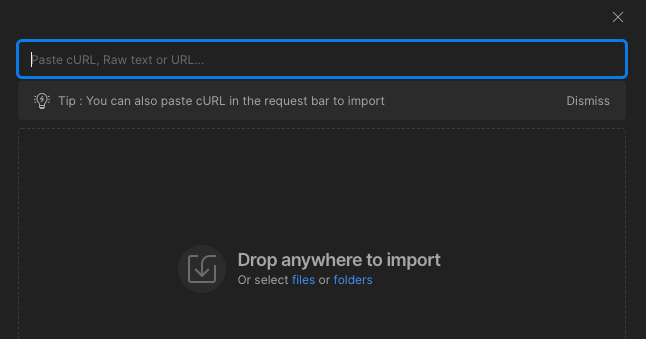 Paste cURL, Raw text or URL...
Tip : You can also paste cURL in the request bar to import Dismiss
Drop anywhere to import
Or select files or folders